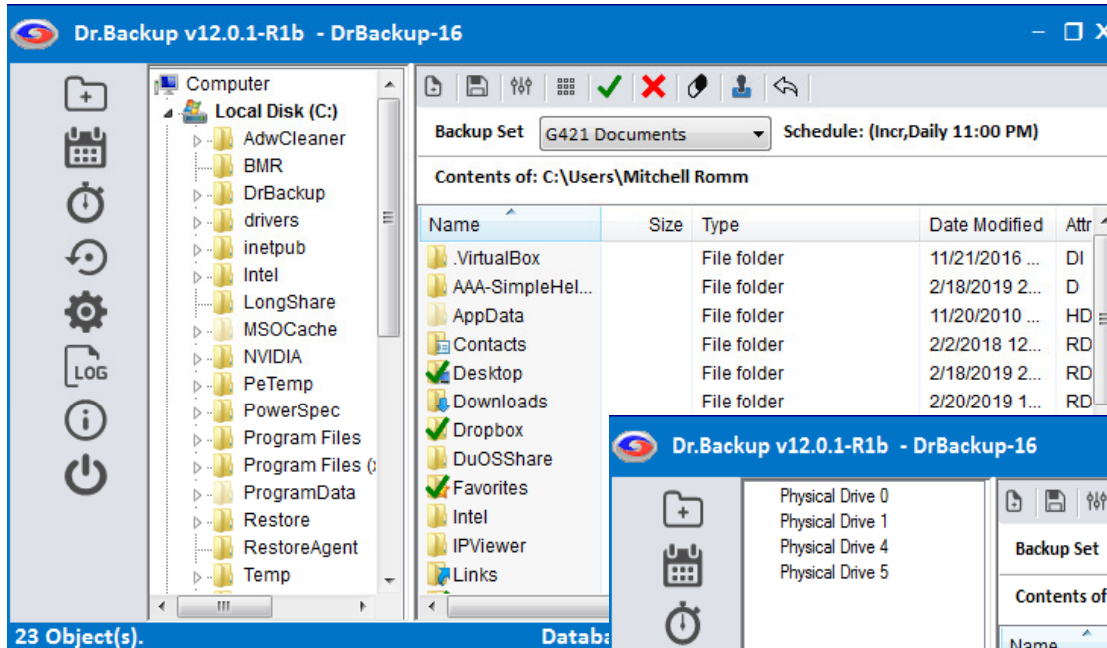 Dr.Backup v12.0.1-R1b - DrBackup-16
Computer
Local Disk (C:)
AdwCleaner
BMR
DrBackup
drivers
inetpub
Intel
LongShare
MSOCache
NVIDIA
PeTemp
PowerSpec
Program Files
Program Files (
ProgramData
Restore
RestoreAgent
Temp
LOG
Backup Set G421 Documents Schedule: (Incr,Daily 11:00 PM)
Contents of: C:\Users\Mitchell Romm
Name Size Type Date Modified Attr
.VirtualBox File folder 11/21/2016 ... DI
AAA-SimpleHel... File folder 2/18/2019 2... D
AppData File folder 11/20/2010 ... HD
Contacts File folder 2/2/2018 12... RD
Desktop File folder 2/18/2019 2... RD
Downloads File folder 2/20/2019 1... RD
Dropbox
DuOSShare
Favorites
Intel
IPViewer
Links
23 Object(s). Databa
Dr.Backup v12.0.1-R1b - DrBackup-16
Physical Drive 0
Physical Drive 1
Physical Drive 4
Physical Drive 5
Backup Set
Contents of
Name